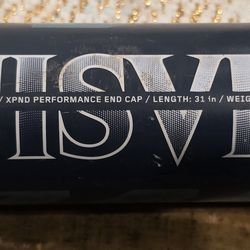 ISVI
/ XPND PERFORMANCE END CAP / LENGTH: 31 in / WEIG